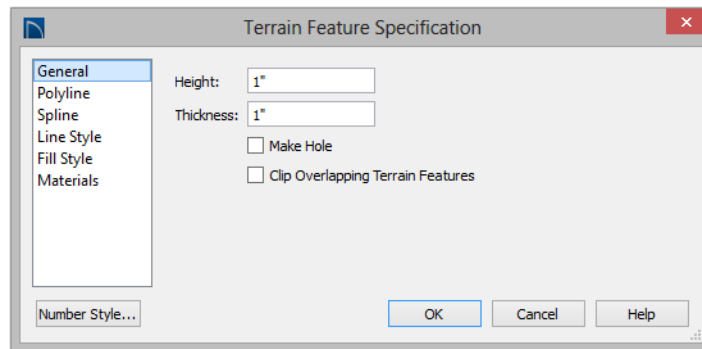 Terrain Feature Specification
General
Polyline
Spline
Line Style
Fill Style
Materials
Height: 1"
Thickness: 1"
Make Hole
Clip Overlapping Terrain Features
Number Style... OK Cancel Help